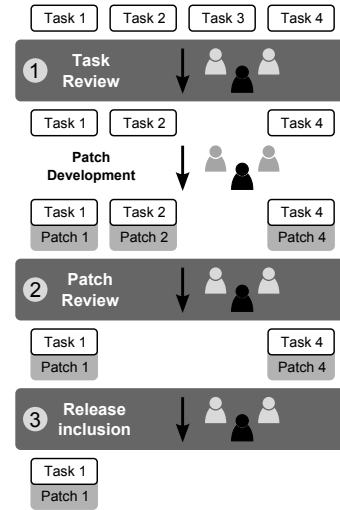 Task 1 Task 2 Task 3 Task 4
1 Task
Review
Task 1 Task 2 Task 4
Patch
Development
Task 1 Task 2 Task 4
Patch 1 Patch 2 Patch 4
2 Patch
Review
Task 1 Task 4
Patch 1 Patch 4
3 Release
inclusion
Task 1
Patch 1